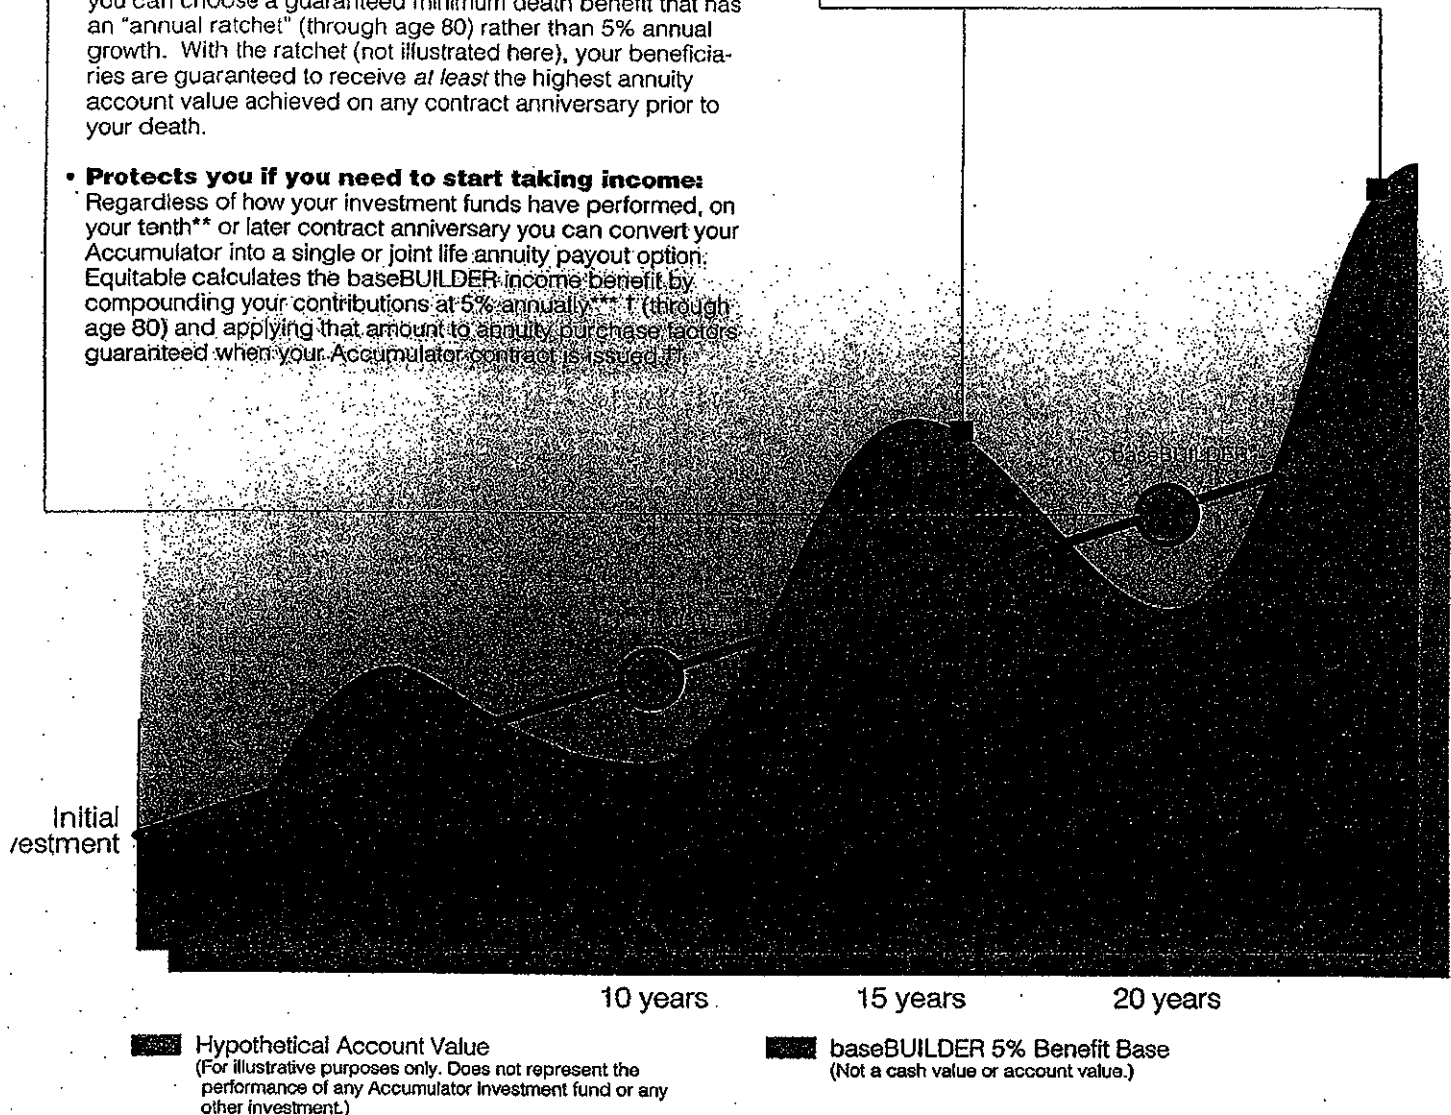 you can choose a guaranteed minimum death benefit that has
an "annual ratchet" (through age 80) rather than 5% annual
growth. With the ratchet (not illustrated here), your beneficia-
ries are guaranteed to receive at least the highest annuity
account value achieved on any contract anniversary prior to
your death.
• Protects you if you need to start taking income:
Regardless of how your investment funds have performed, on
your tenth** or later contract anniversary you can convert your
Accumulator into a single or joint life annuity payout option.
Equitable calculates the baseBUILDER income benefit by
compounding your contributions at 5% annually*** † (through
age 80) and applying that amount to annuity purchase factors
guaranteed when your Accumulator contract is issued.††
baseBUILDER
Initial
vestment
10 years
15 years
20 years
Hypothetical Account Value
(For illustrative purposes only. Does not represent the
performance of any Accumulator Investment fund or any
other investment.)
baseBUILDER 5% Benefit Base
(Not a cash value or account value.)